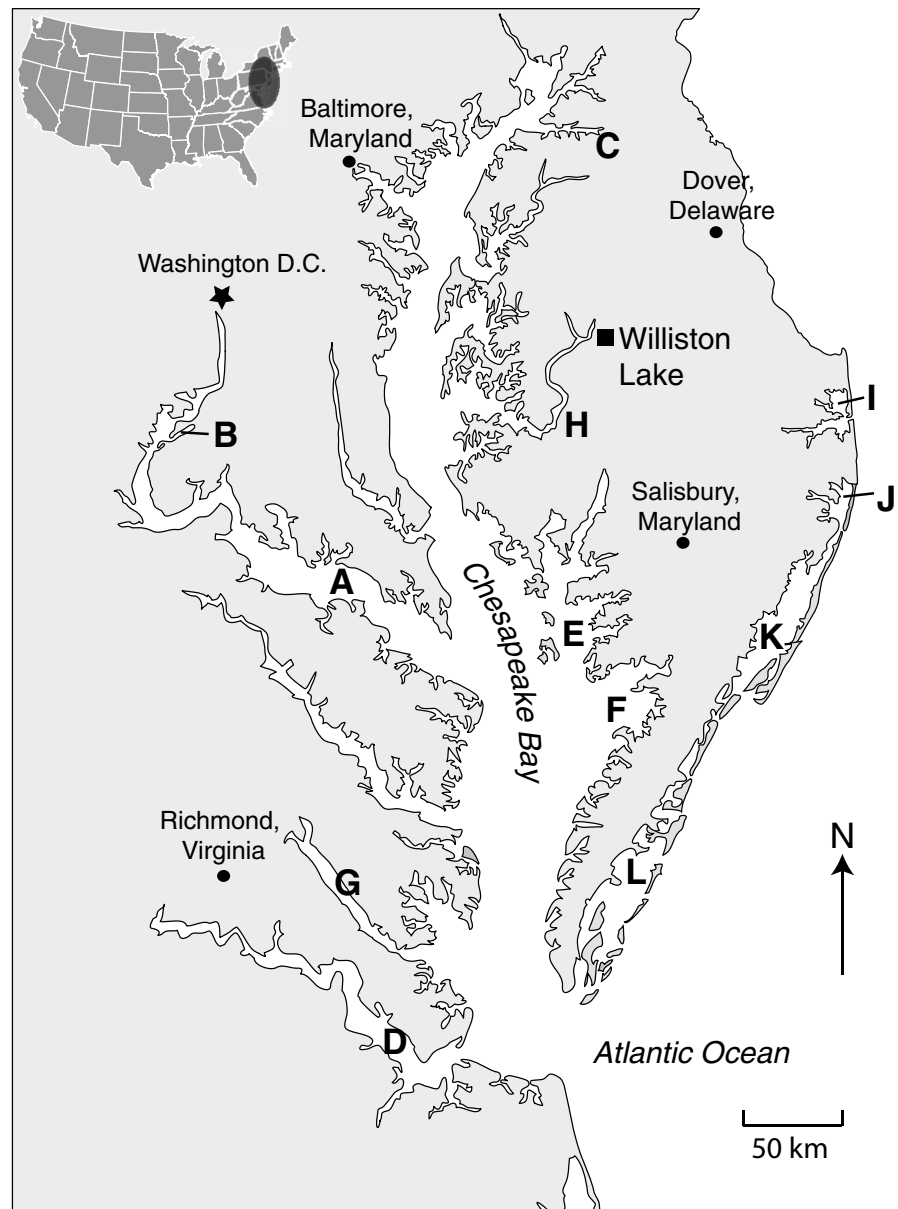 Baltimore,
Maryland
C
Dover,
Delaware
Washington D.C.
Williston
Lake
I
B
H
J
Salisbury,
Maryland
A
Chesapeake Bay
E
K
F
Richmond,
Virginia
N
L
G
D
Atlantic Ocean
50 km